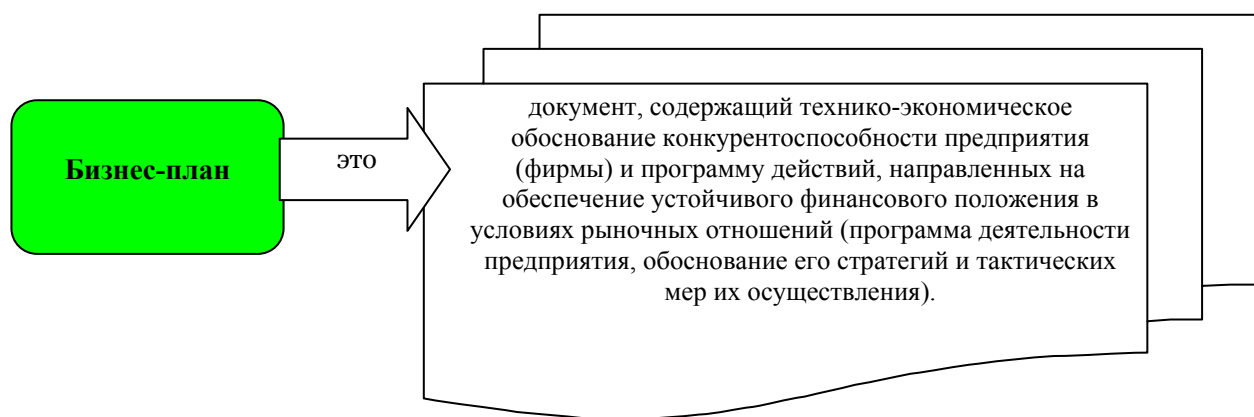 Бизнес-план
это
документ, содержащий технико-экономическое
обоснование конкурентоспособности предприятия
(фирмы) и программу действий, направленных на
обеспечение устойчивого финансового положения в
условиях рыночных отношений (программа деятельности
предприятия, обоснование его стратегий и тактических
мер их осуществления).